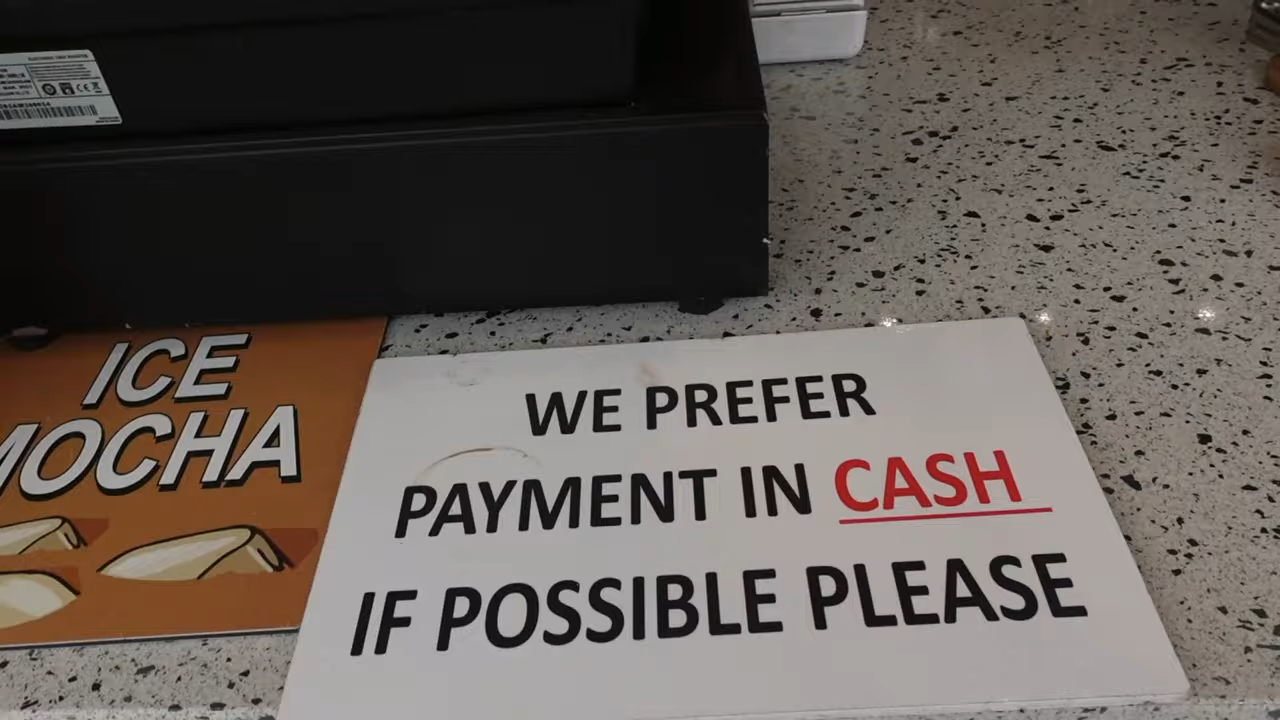 ICE
MOCHA
WE PREFER
PAYMENT IN CASH
IF POSSIBLE PLEASE